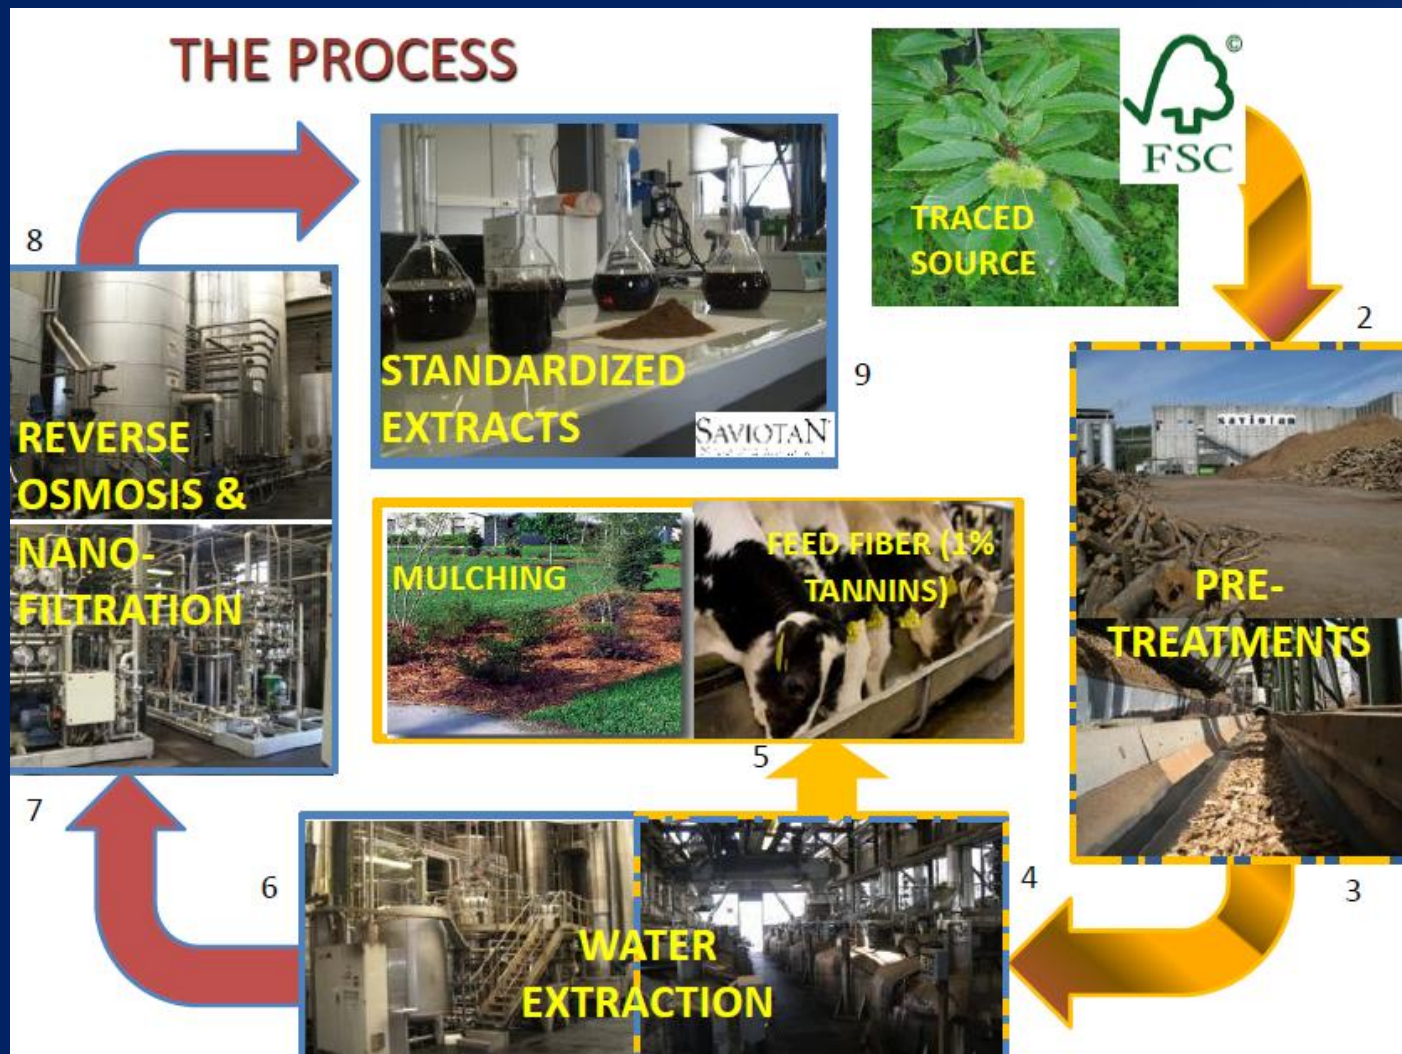 THE PROCESS
©
FSC
TRACED
SOURCE
2
saviotan
PRE-
TREATMENTS
3
4
WATER
EXTRACTION
5
MULCHING
FEED FIBER (1%
TANNINS)
6
7
REVERSE
OSMOSIS &
NANO-
FILTRATION
8
STANDARDIZED
EXTRACTS
SAVIOTAN
9